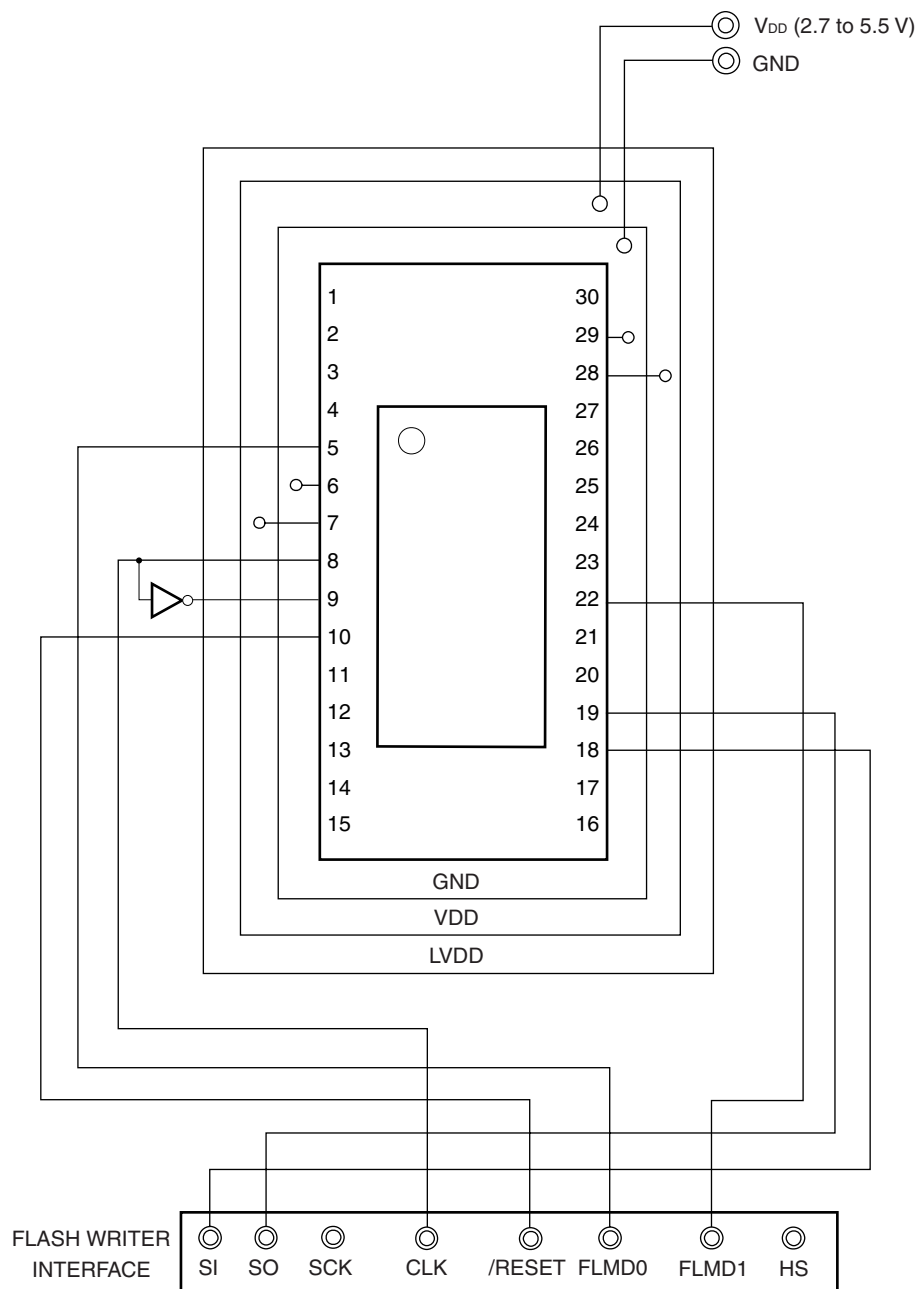 VDD (2.7 to 5.5 V)
GND
1 30
2 29
3 28
4 27
5 26
6 25
7 24
8 23
9 22
10 21
11 20
12 19
13 18
14 17
15 16
GND
VDD
LVDD
FLASH WRITER
INTERFACE
SI SO SCK CLK /RESET FLMD0 FLMD1 HS